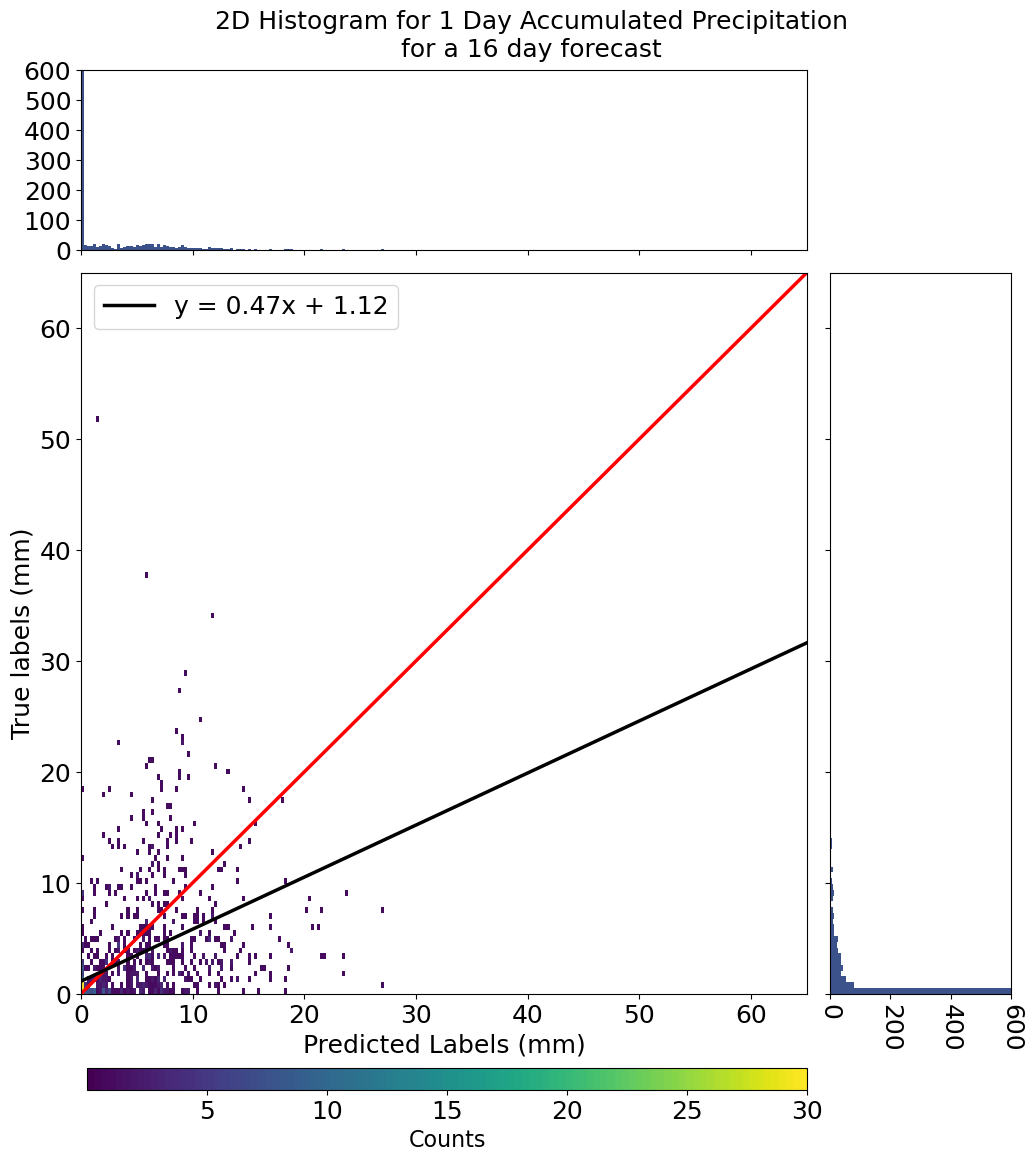 2D Histogram for 1 Day Accumulated Precipitation
for a 16 day forecast
600
500
400
300
200
100
0
y = 0.47x + 1.12
60
50
40
30
20
10
0
True labels (mm)
0 10 20 30 40 50 60
Predicted Labels (mm)
0 200 400 600
5 10 15 20 25 30
Counts